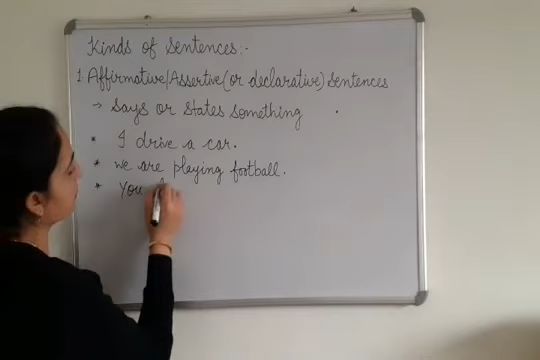 Kinds of Sentences:-
1 Affirmative/Assertive (or declarative) Sentences
→ Says or States something
* I drive a car.
* we are playing football.
* You